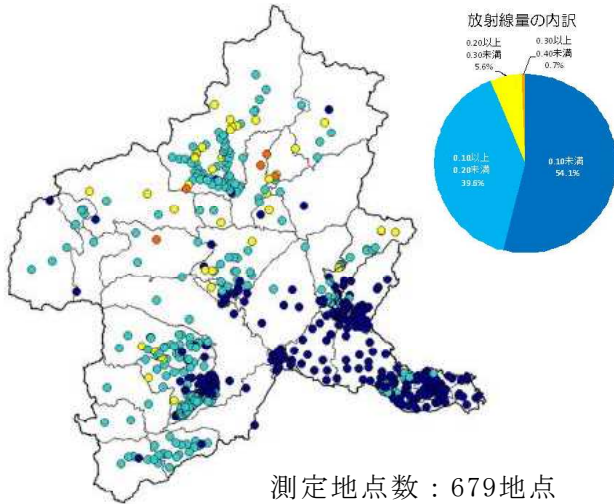 放射線量の内訳
0.20以上
0.30未満
5.6%
0.30以上
0.40未満
0.7%
0.10以上
0.20未満
39.6%
0.10未満
54.1%
測定地点数：679地点